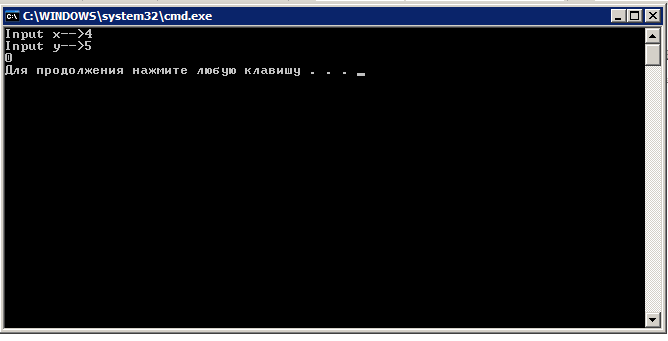 C:\WINDOWS\system32\cmd.exe
Input x-->4
Input y-->5
0
Для продолжения нажмите любую клавишу . . .